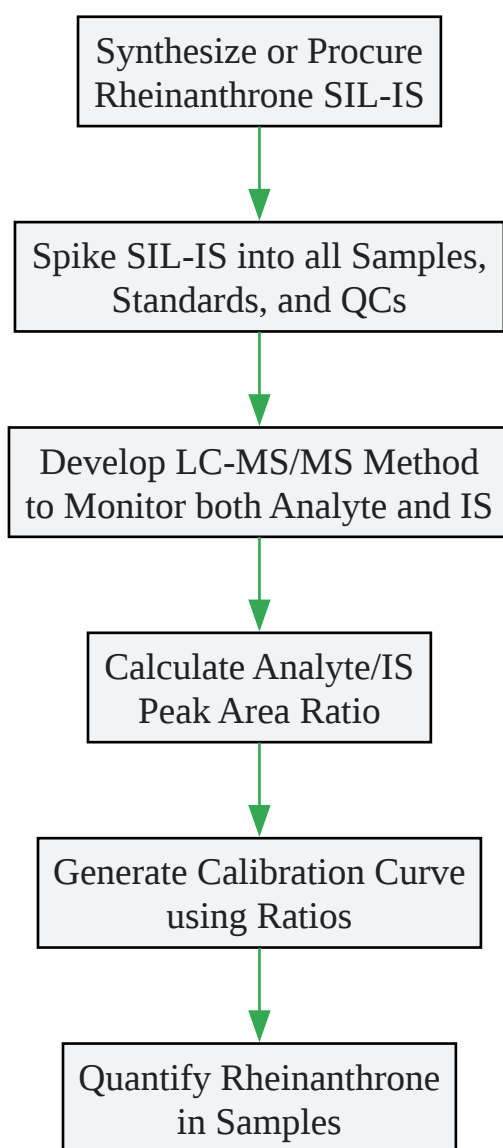 Synthesize or Procure
Rheinanthrone SIL-IS
Spike SIL-IS into all Samples,
Standards, and QCs
Develop LC-MS/MS Method
to Monitor both Analyte and IS
Calculate Analyte/IS
Peak Area Ratio
Generate Calibration Curve
using Ratios
Quantify Rheinanthrone
in Samples